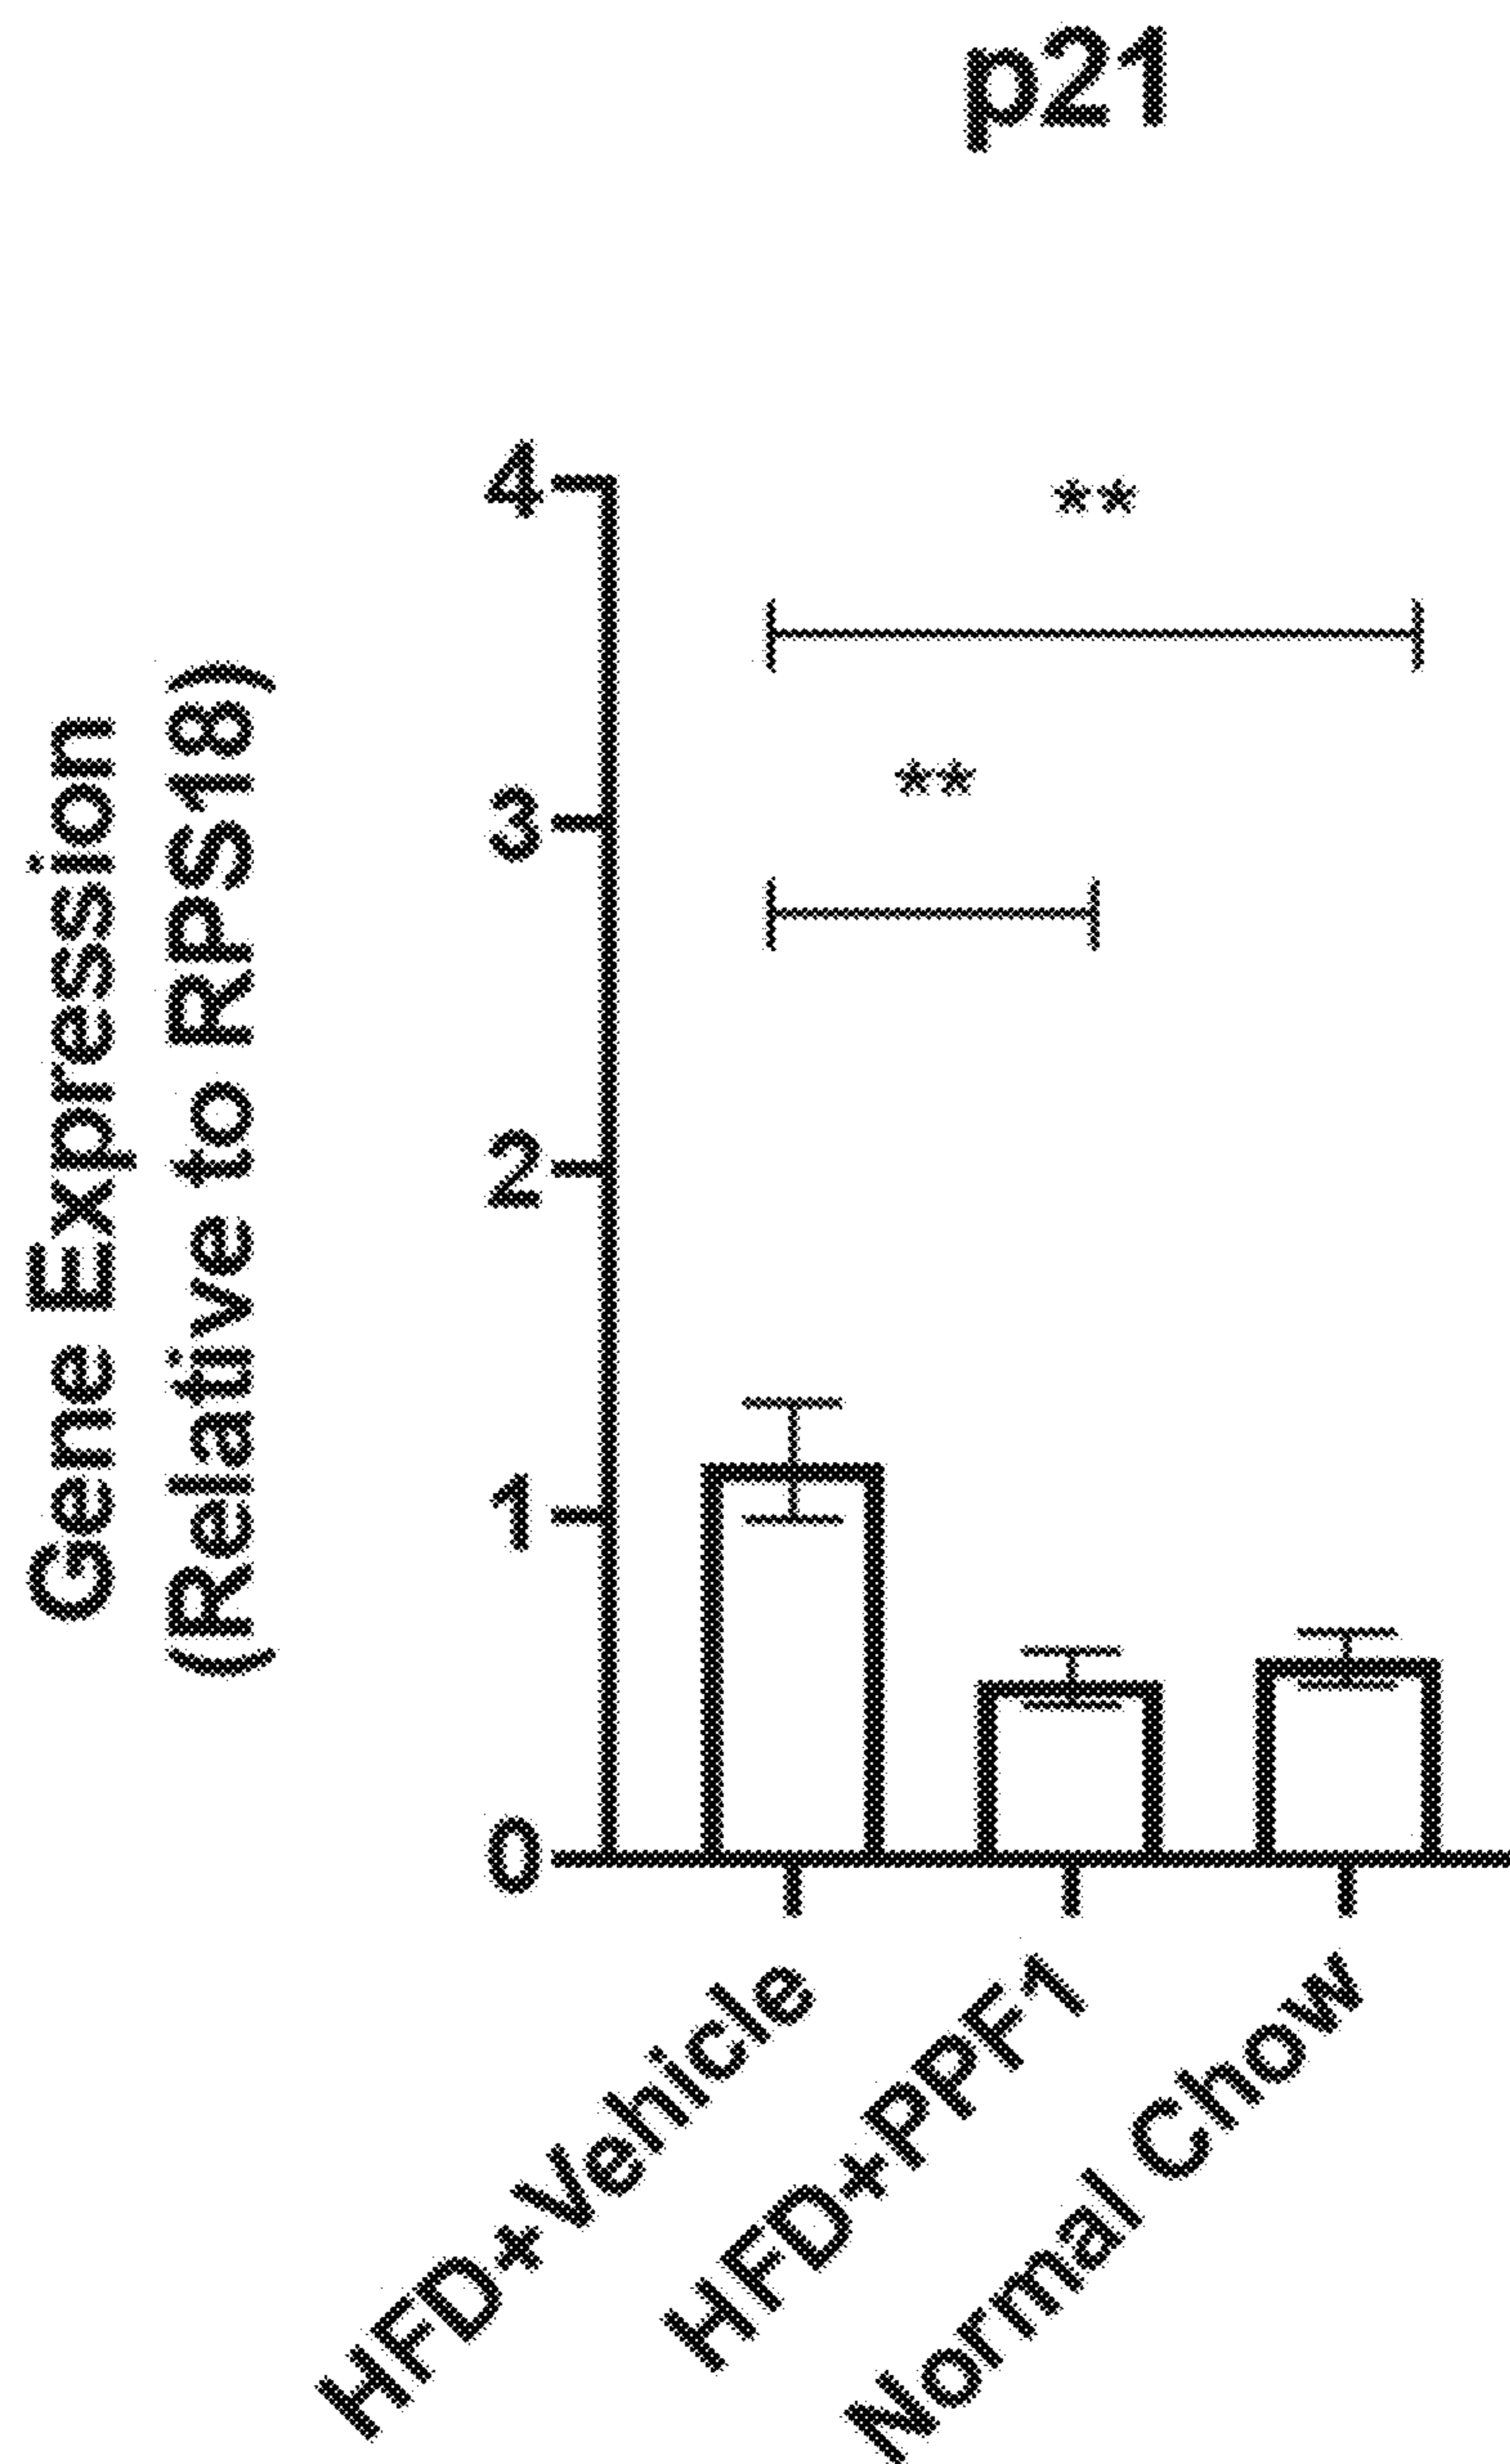 p21
Gene Expression
(Relative to RPS18)
4
**
3
**
2
1
0
HFD+Vehicle
HFD+PPF1
Normal Chow